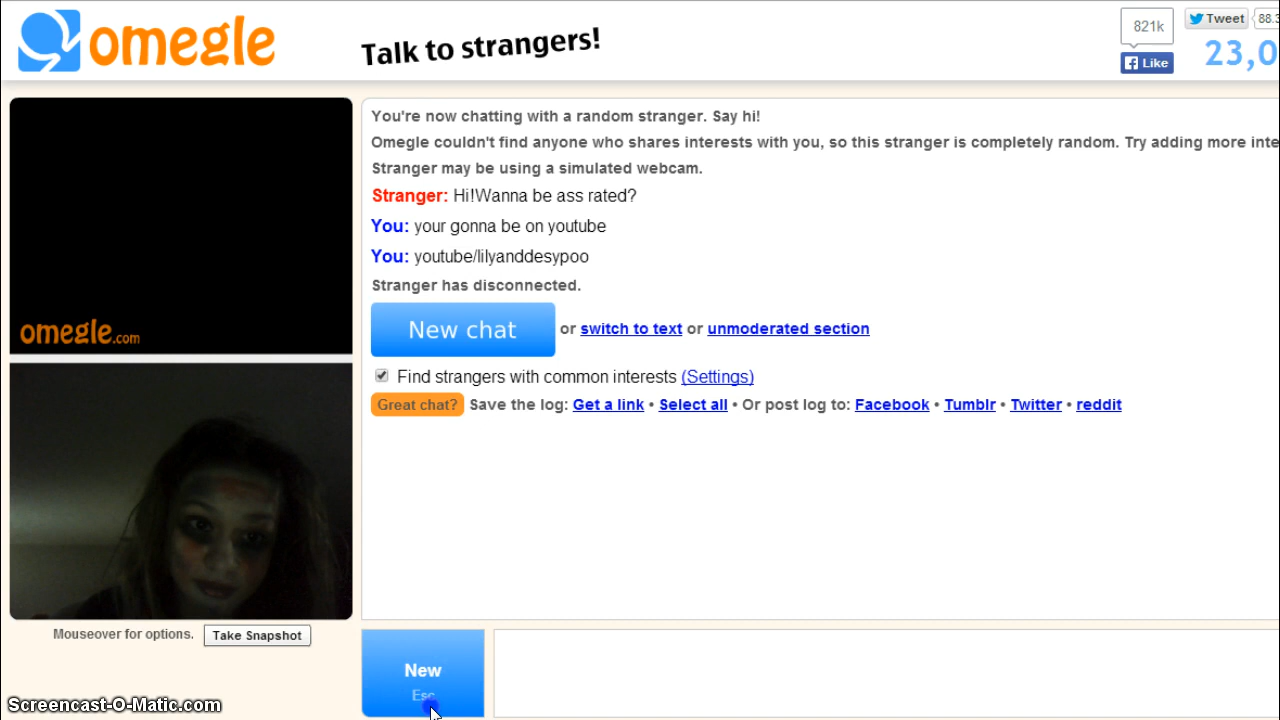 omegle
Talk to strangers!
821k
Like
Tweet
88.3
23,0
You're now chatting with a random stranger. Say hi!
Omegle couldn't find anyone who shares interests with you, so this stranger is completely random. Try adding more inte
Stranger may be using a simulated webcam.
Stranger: Hi!Wanna be ass rated?
You: your gonna be on youtube
You: youtube/lilyanddesypoo
Stranger has disconnected.
New chat or switch to text or unmoderated section
Find strangers with common interests (Settings)
Great chat? Save the log: Get a link • Select all • Or post log to: Facebook • Tumblr • Twitter • reddit
omegle.com
Mouseover for options. Take Snapshot
New
Esc
Screencast-O-Matic.com